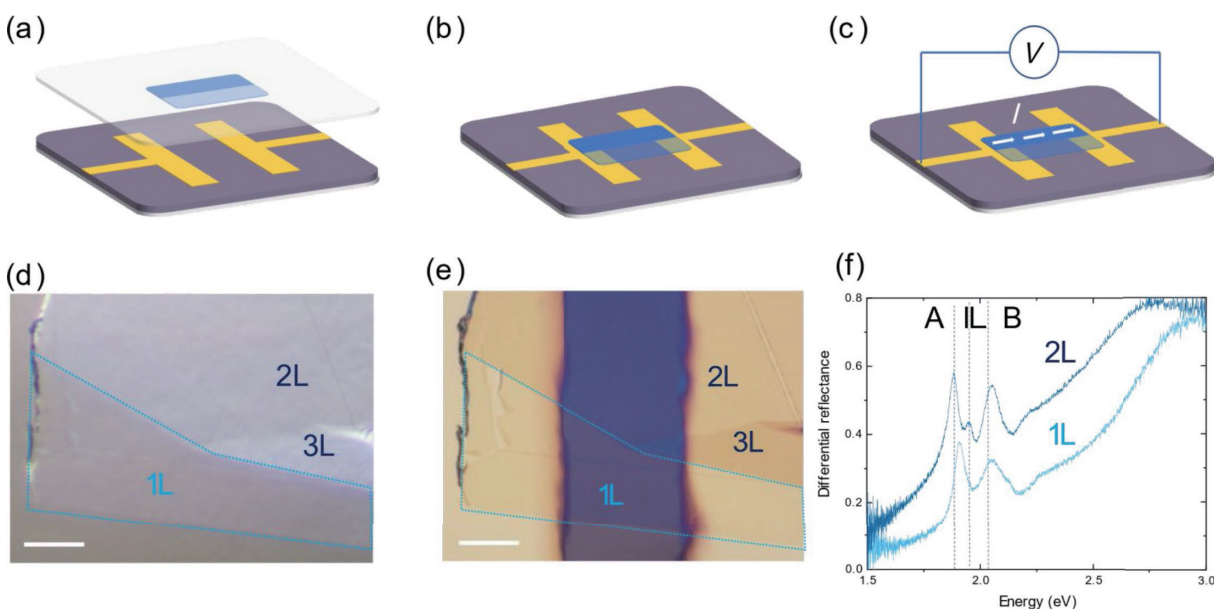 (a)
(b)
(c)
V
I
(d)
2L
3L
1L
(e)
2L
3L
1L
(f)
A IL B
2L
1L
Differential reflectance
0.8
0.6
0.4
0.2
0.0
1.5 2.0 2.5 3.0
Energy (eV)